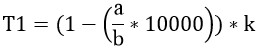 T1 = (1 − (a/b * 10000)) * k